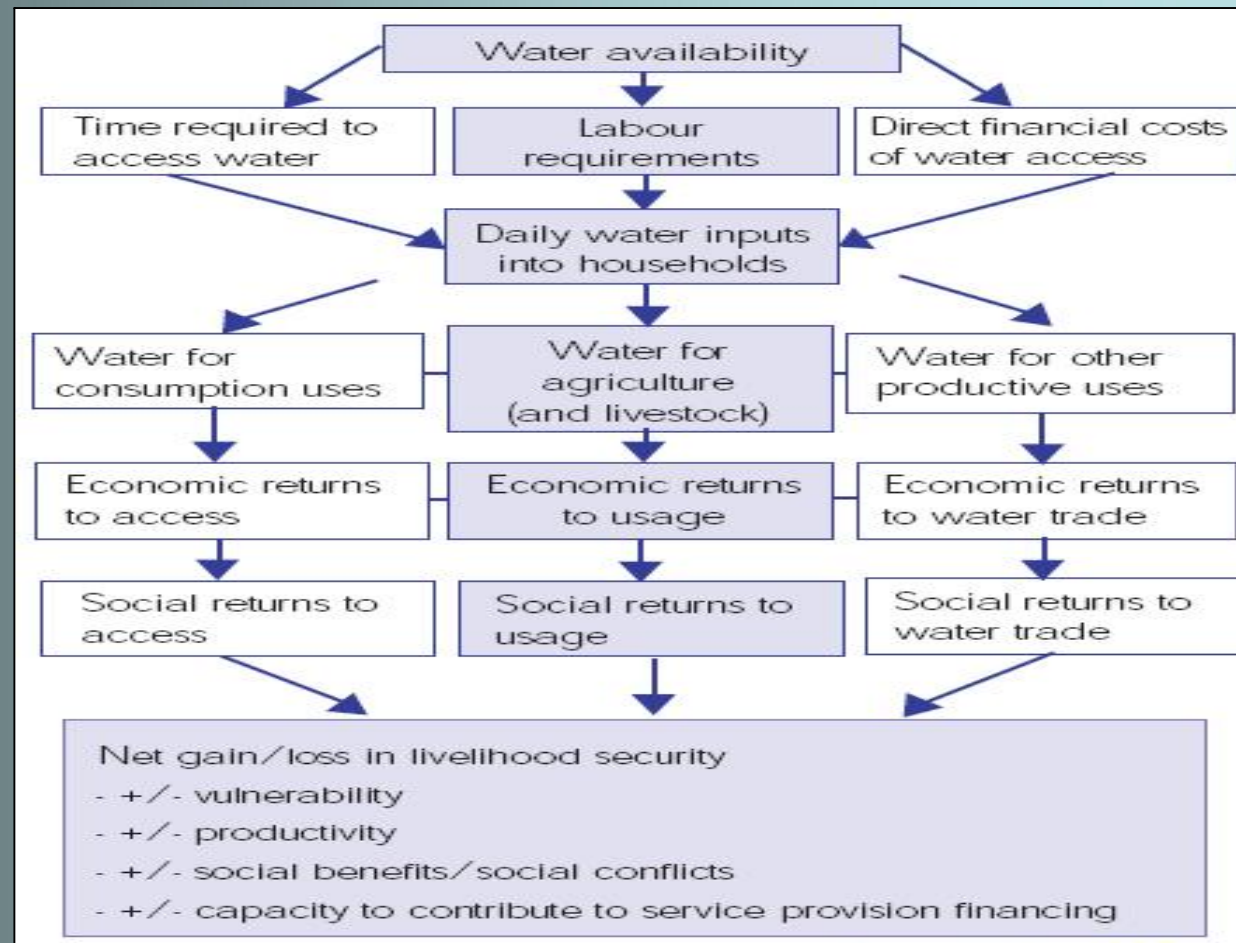 Water availability
Time required to
access water
Labour
requirements
Direct financial costs
of water access
Daily water inputs
into households
Water for
consumption uses
Water for
agriculture
(and livestock)
Water for other
productive uses
Economic returns
to access
Economic returns
to usage
Economic returns
to water trade
Social returns to
access
Social returns to
usage
Social returns to
water trade
Net gain/loss in livelihood security
- +/- vulnerability
- +/- productivity
- +/- social benefits/social conflicts
- +/- capacity to contribute to service provision financing